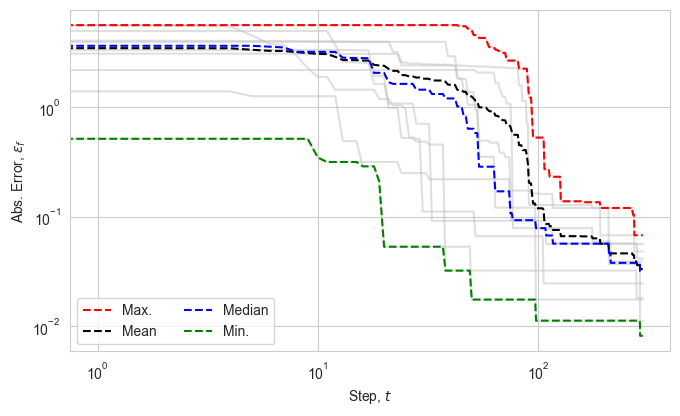 Abs. Error, ε_f
10^0
10^{-1}
10^{-2}
Max.
Mean
Median
Min.
10^0
10^1
10^2
Step, t